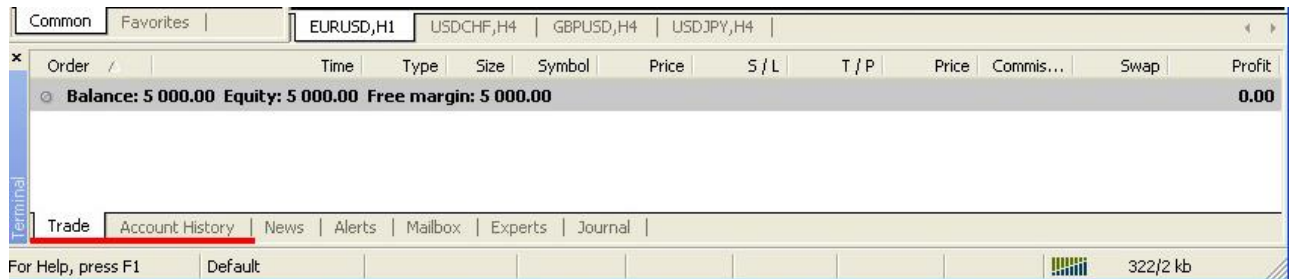 Common Favorites | EURUSD,H1 USDCHF,H4 | GBPUSD,H4 | USDJPY,H4 |
Order / Time Type Size Symbol Price S / L T / P Price Commis... Swap Profit
Balance: 5 000.00 Equity: 5 000.00 Free margin: 5 000.00 0.00
Terminal
Trade Account History | News | Alerts | Mailbox | Experts | Journal |
For Help, press F1 Default 322/2 kb